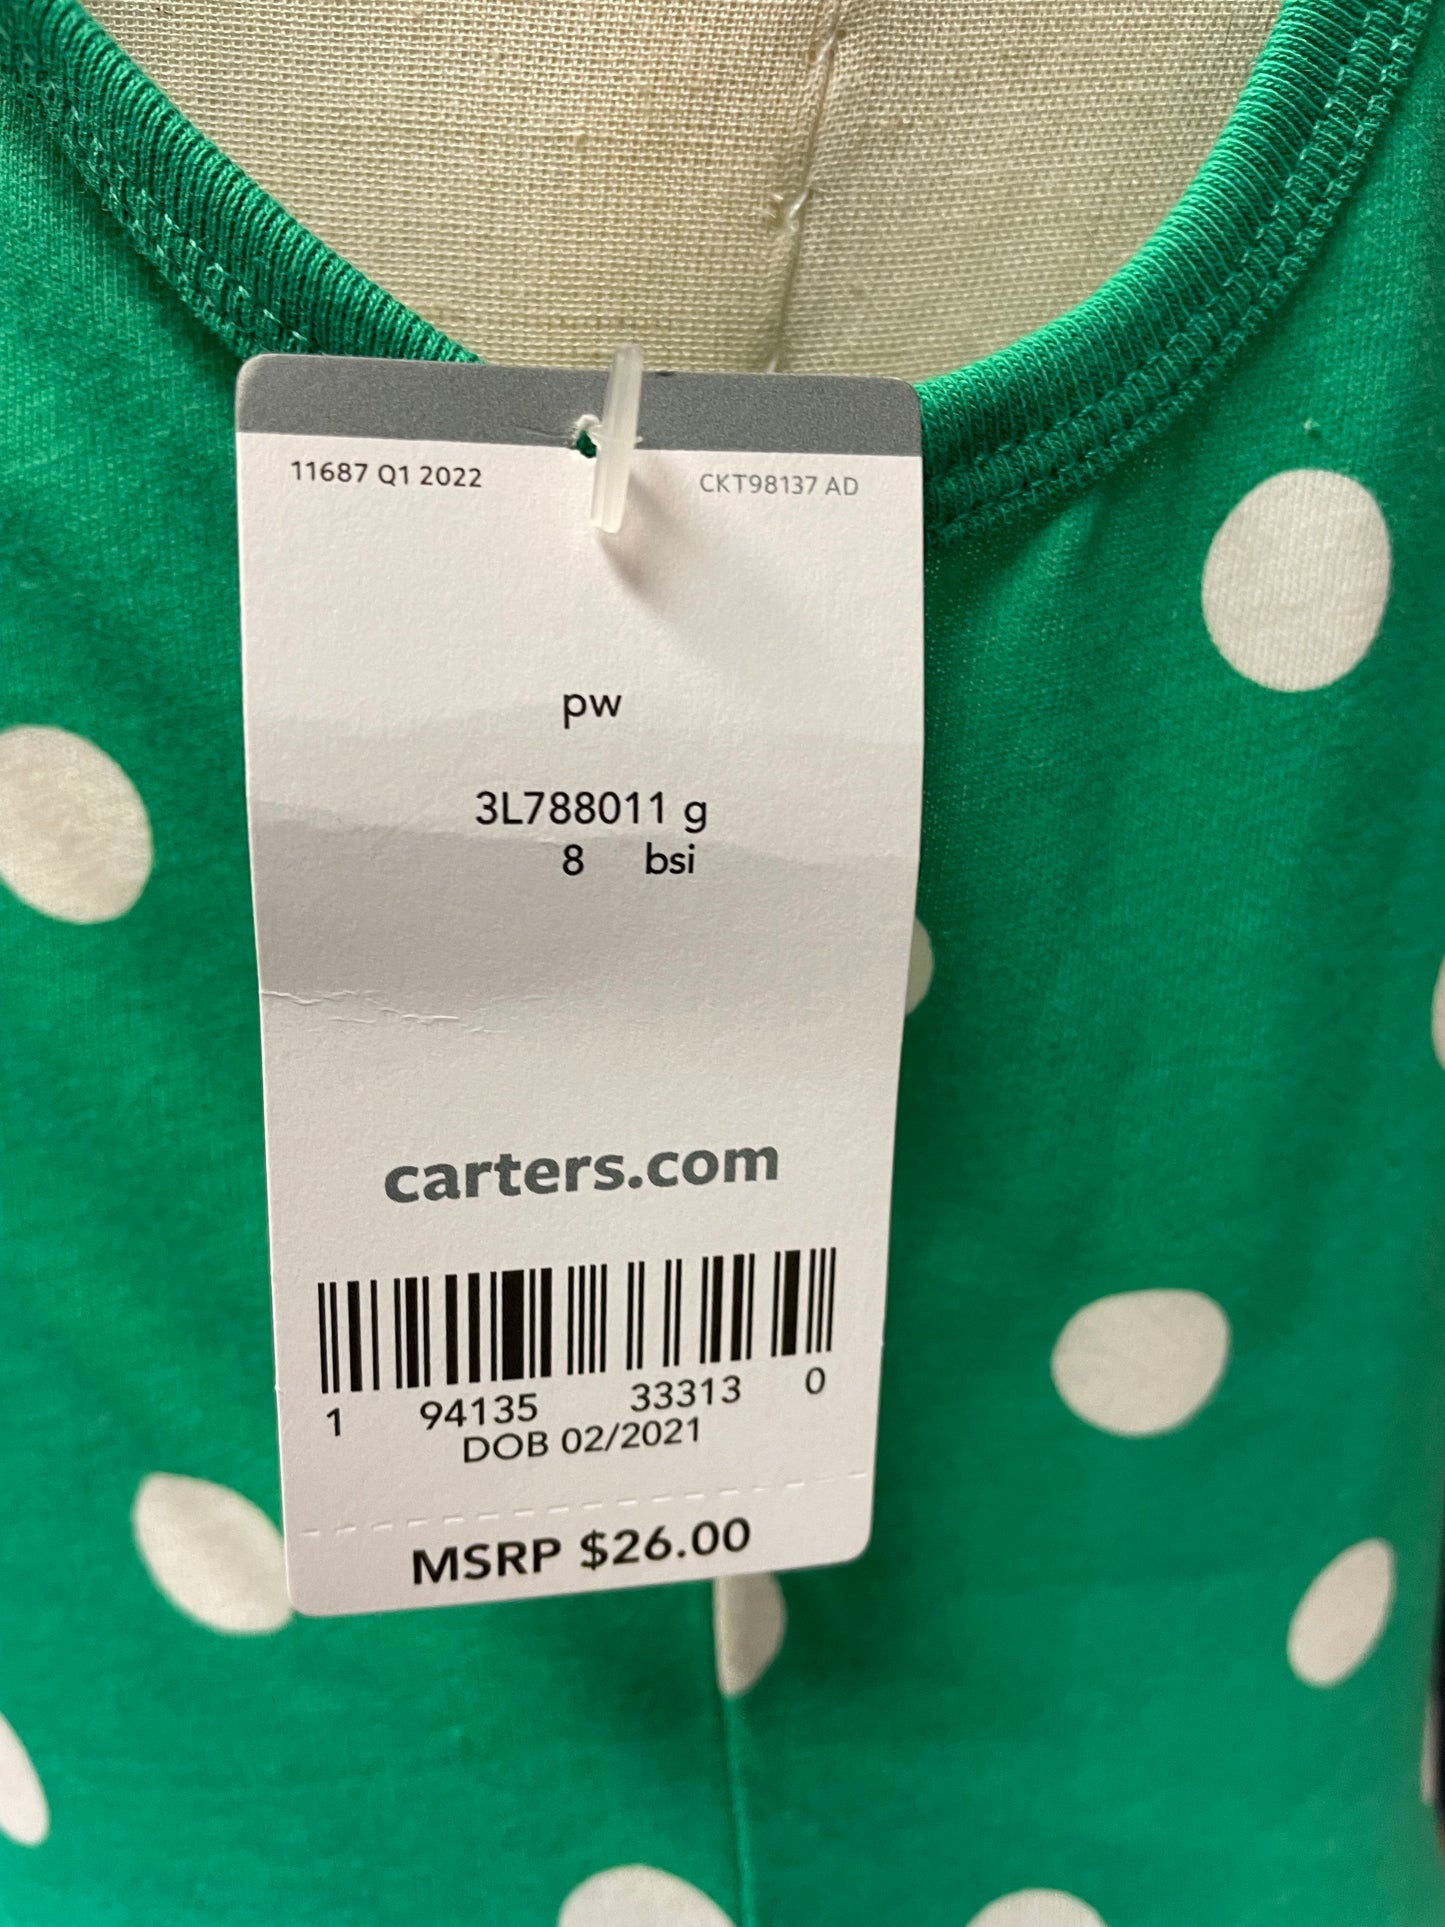 11687 Q1 2022 CKT98137 AD
pw
3L788011 g
8 bsi
carters.com
1 94135 33313 0
DOB 02/2021
MSRP $26.00